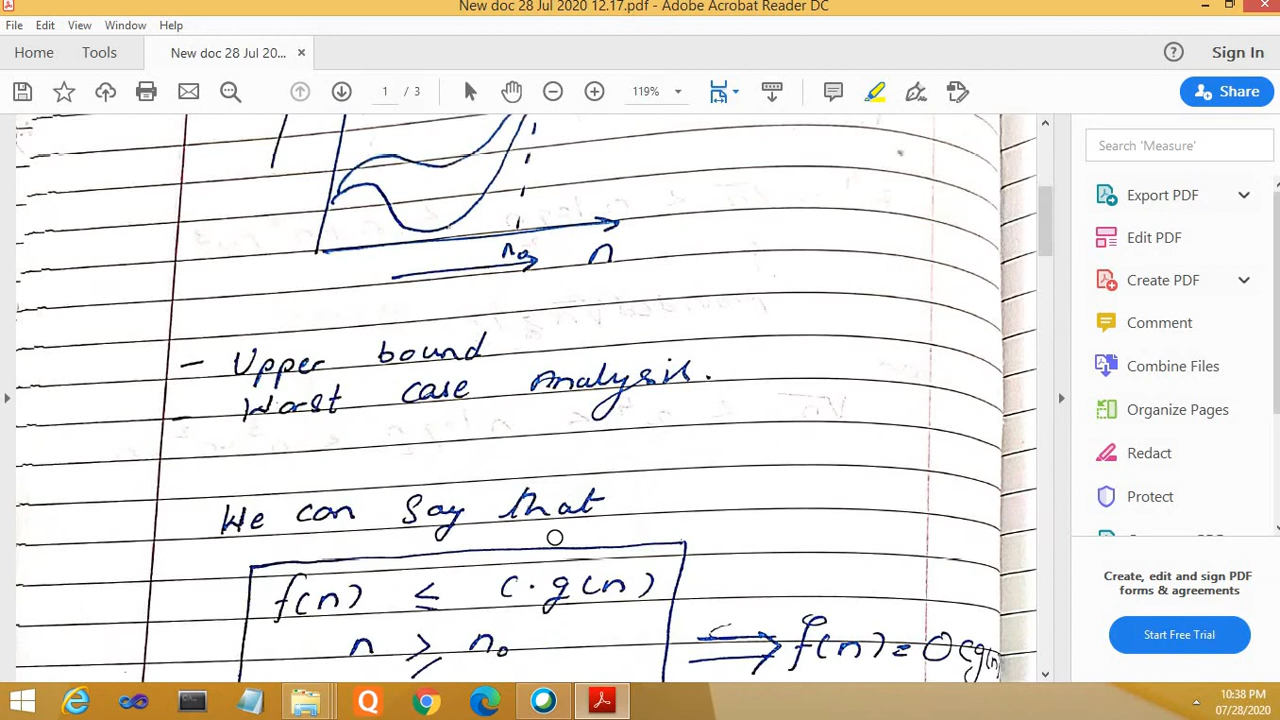 New doc 28 Jul 2020 12.17.pdf - Adobe Acrobat Reader DC
File Edit View Window Help
Home Tools New doc 28 Jul 20... × Sign In
1 / 3 119% Share
n₀ n
- Upper bound
- Worst case Analysis.
We can say that
f(n) ≤ c·g(n)
n ≥ n₀
f(n) = O(g(n)
Search 'Measure'
Export PDF
Edit PDF
Create PDF
Comment
Combine Files
Organize Pages
Redact
Protect
Create, edit and sign PDF
forms & agreements
Start Free Trial
10:38 PM
07/28/2020